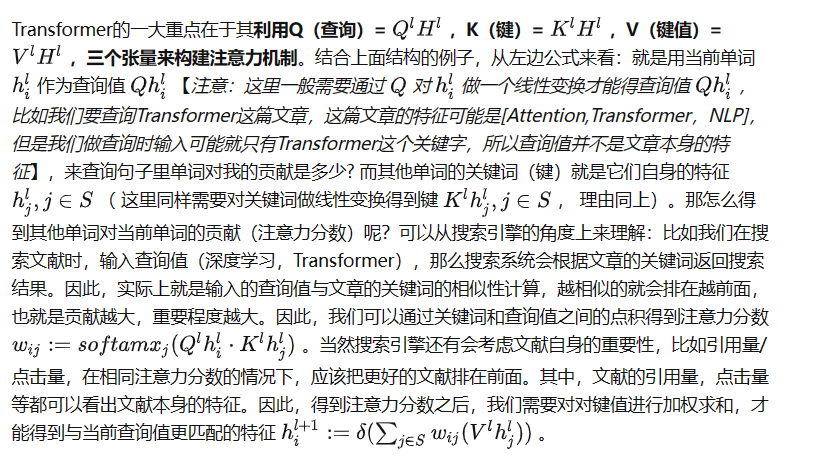 Transformer的一大重点在于其利用Q（查询）= $Q^l H^l$ ，K（键）= $K^l H^l$ ，V（键值）=
$V^l H^l$ ，三个张量来构建注意力机制。结合上面结构的例子，从左边公式来看：就是用当前单词
$h_i^l$ 作为查询值 $Qh_i^l$ 【注意：这里一般需要通过 $Q$ 对 $h_i^l$ 做一个线性变换才能得查询值 $Qh_i^l$ ，
比如我们要查询Transformer这篇文章，这篇文章的特征可能是[Attention,Transformer，NLP]，
但是我们做查询时输入可能就只有Transformer这个关键字，所以查询值并不是文章本身的特
征】，来查询句子里单词对我的贡献是多少? 而其他单词的关键词（键）就是它们自身的特征
$h_j^l, j \in S$ （ 这里同样需要对关键词做线性变换得到键 $K^l h_j^l, j \in S$ ， 理由同上）。那怎么得
到其他单词对当前单词的贡献（注意力分数）呢？可以从搜索引擎的角度上来理解：比如我们在搜
索文献时，输入查询值（深度学习，Transformer），那么搜索系统会根据文章的关键词返回搜索
结果。因此，实际上就是输入的查询值与文章的关键词的相似性计算，越相似的就会排在越前面，
也就是贡献越大，重要程度越大。因此，我们可以通过关键词和查询值之间的点积得到注意力分数
$w_{ij} := softamx_j(Q^l h_i^l \cdot K^l h_j^l)$ 。当然搜索引擎还有会考虑文献自身的重要性，比如引用量/
点击量，在相同注意力分数的情况下，应该把更好的文献排在前面。其中，文献的引用量，点击量
等都可以看出文献本身的特征。因此，得到注意力分数之后，我们需要对对键值进行加权求和，才
能得到与当前查询值更匹配的特征 $h_i^{l+1} := \delta(\sum_{j \in S} w_{ij}(V^l h_j^l))$ 。